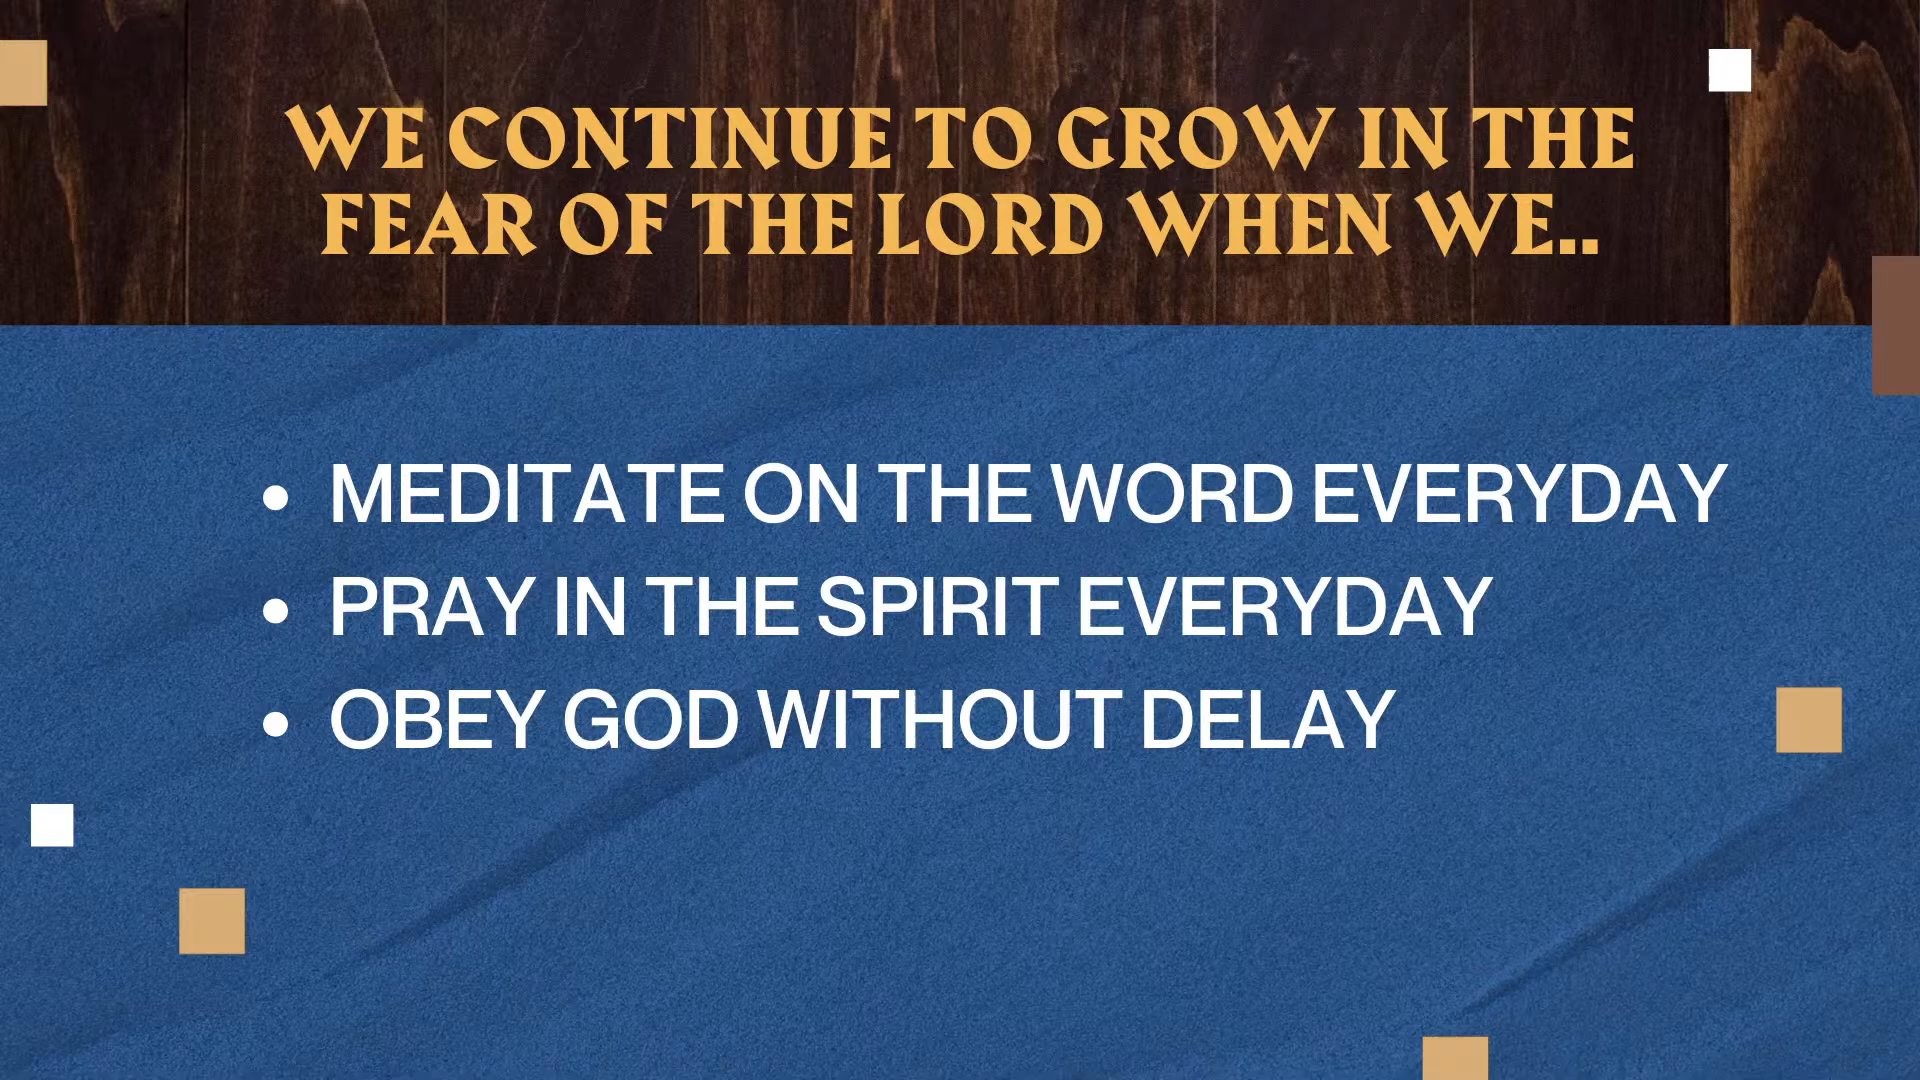 WE CONTINUE TO GROW IN THE
FEAR OF THE LORD WHEN WE..
• MEDITATE ON THE WORD EVERYDAY
• PRAY IN THE SPIRIT EVERYDAY
• OBEY GOD WITHOUT DELAY